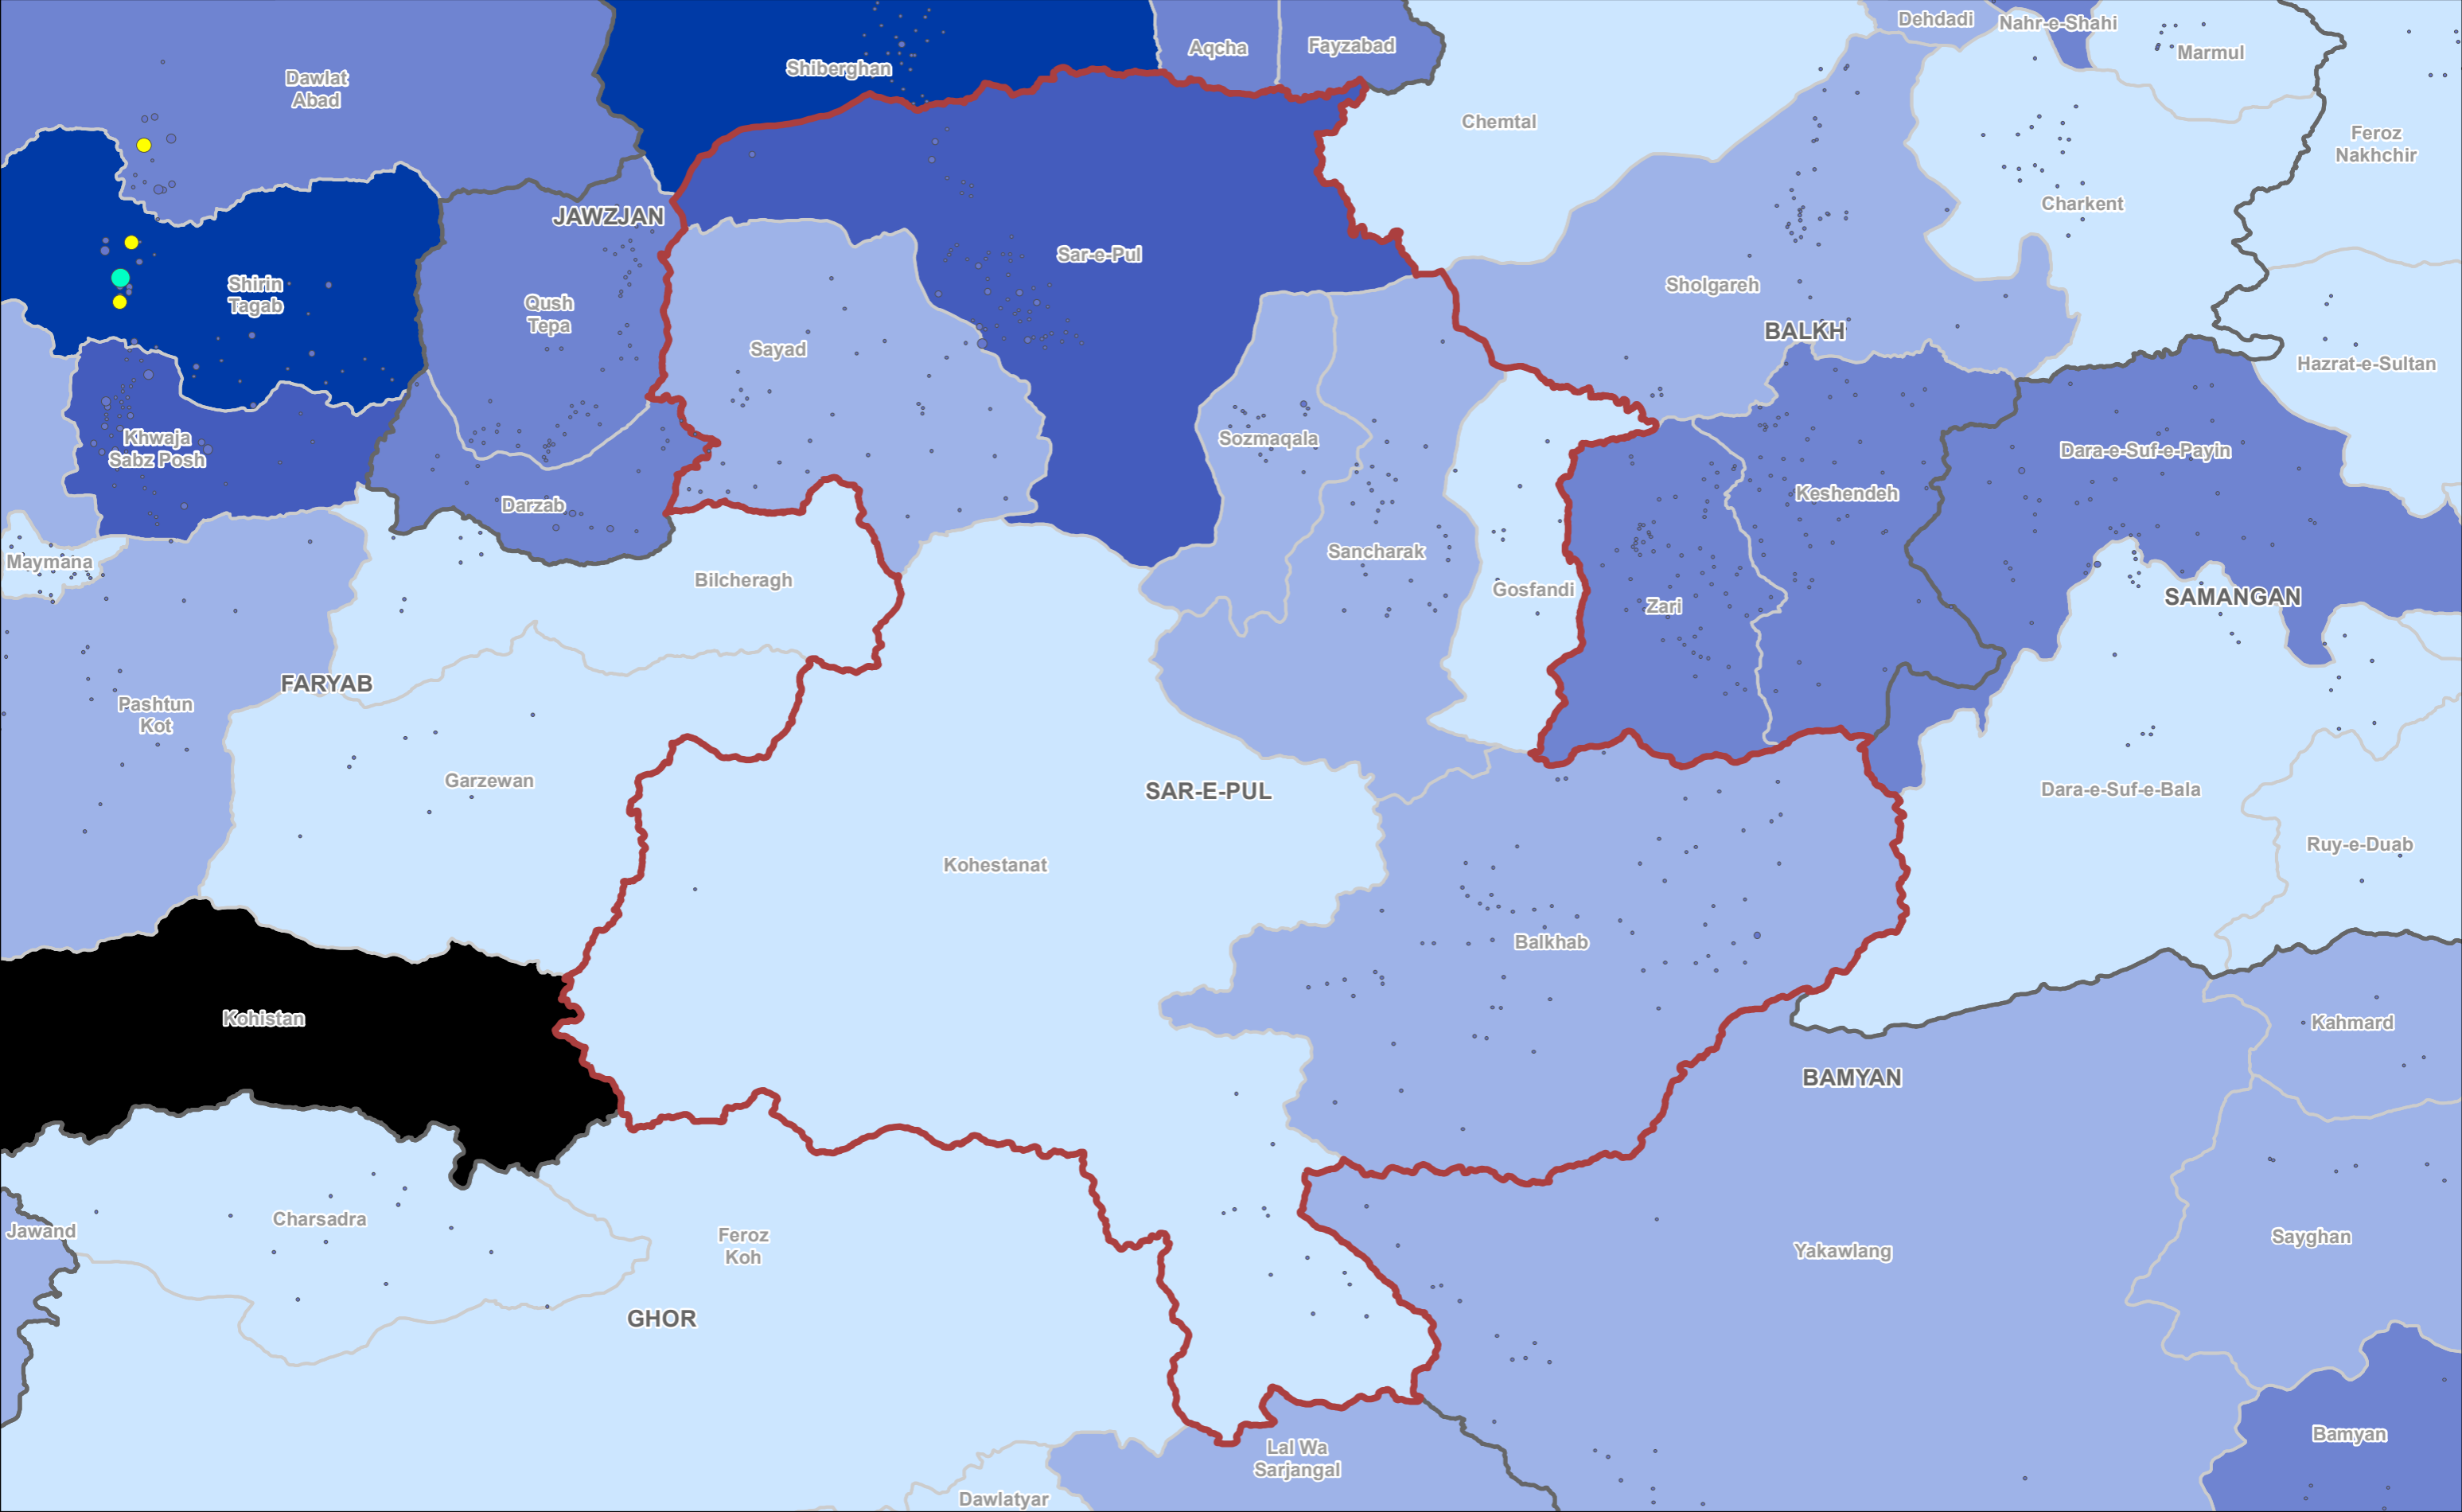 Dehdadi
Nahr-e-Shahi
Aqcha
Fayzabad
Marmul
Shiberghan
Dawlat
Abad
Chemtal
Feroz
Nakhchir
Charkent
JAWZJAN
Sar-e-Pul
Shirin
Tagab
Sholgareh
Qush
Tepa
BALKH
Sayad
Hazrat-e-Sultan
Khwaja
Sabz Posh
Sozmaqala
Dara-e-Suf-e-Payin
Keshendeh
Darzab
Maymana
Bilcheragh
Sancharak
Gosfandi
Zari
SAMANGAN
FARYAB
Pashtun
Kot
Garzewan
SAR-E-PUL
Dara-e-Suf-e-Bala
Ruy-e-Duab
Kohestanat
Balkhab
Kohistan
Kahmard
BAMYAN
Charsadra
Jawand
Feroz
Koh
Yakawlang
Sayghan
GHOR
Lal Wa
Sarjangal
Bamyan
Dawlatyar